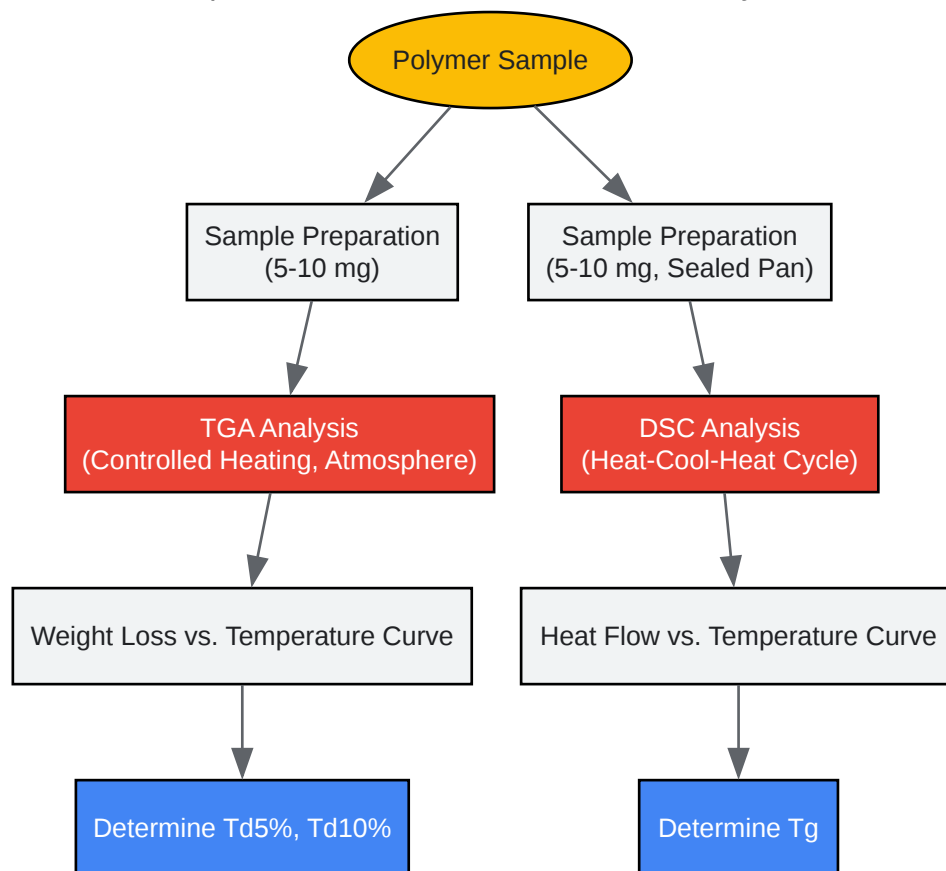 Polymer Sample
Sample Preparation
(5-10 mg)
Sample Preparation
(5-10 mg, Sealed Pan)
TGA Analysis
(Controlled Heating, Atmosphere)
DSC Analysis
(Heat-Cool-Heat Cycle)
Weight Loss vs. Temperature Curve
Heat Flow vs. Temperature Curve
Determine Td5%, Td10%
Determine Tg